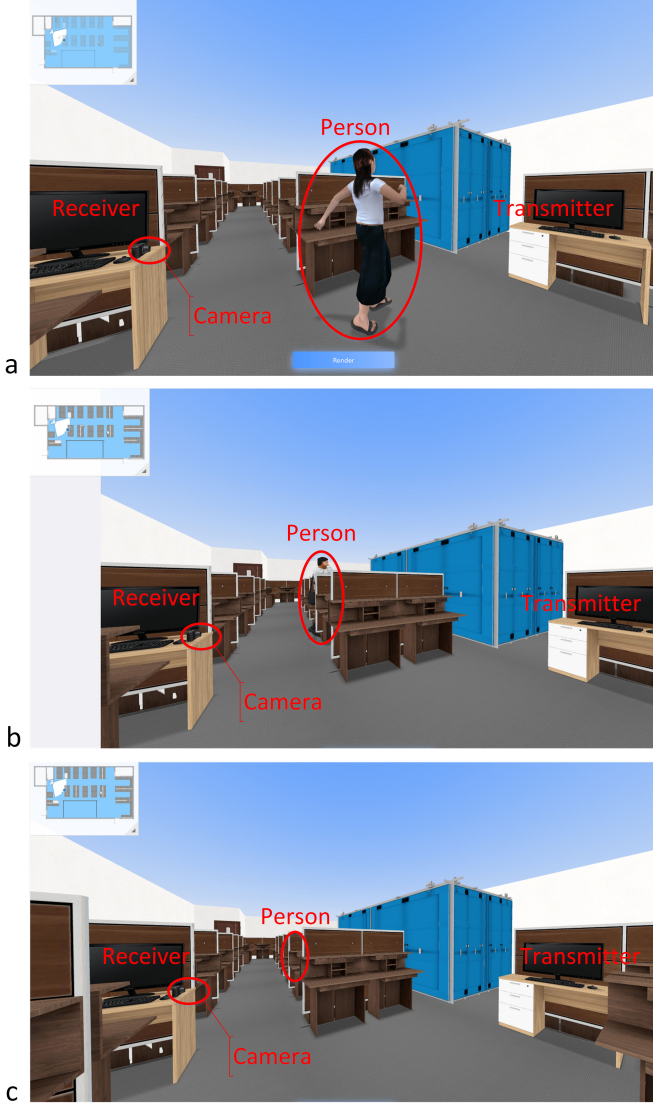 Person
Receiver
Transmitter
Camera
Render
a
Person
Receiver
Transmitter
Camera
b
Person
Receiver
Transmitter
Camera
c